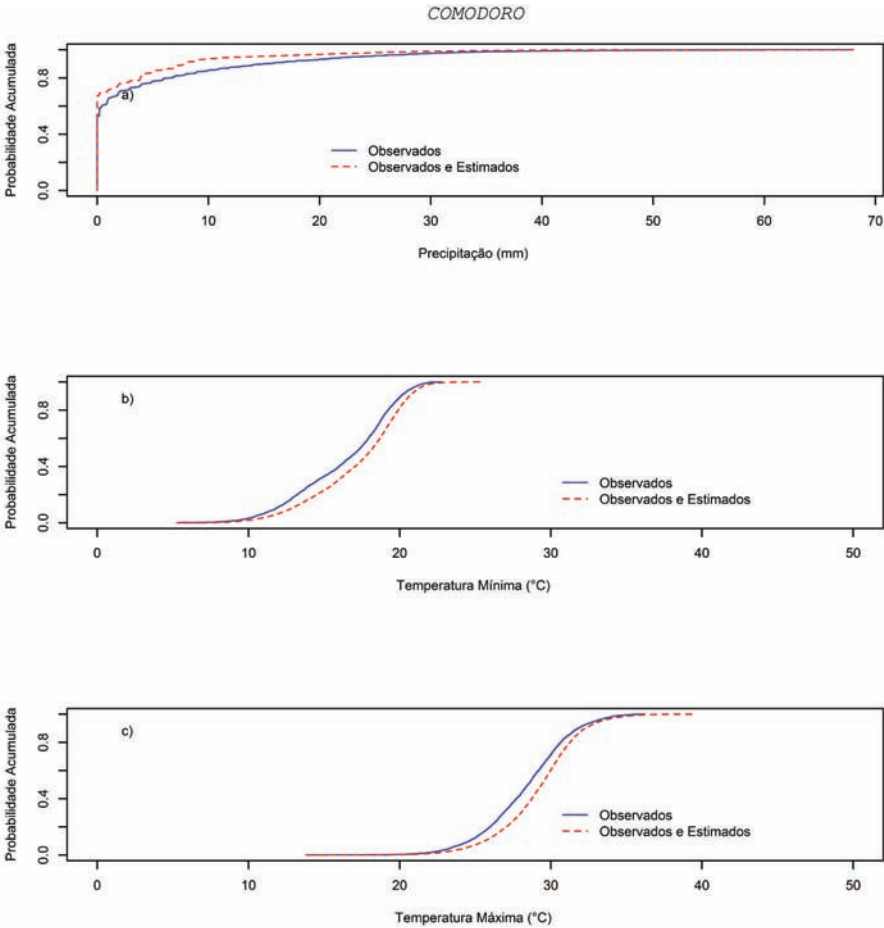 COMODORO
Probabilidade Acumulada
0.0 0.4 0.8
a)
Observados
Observados e Estimados
0 10 20 30 40 50 60 70
Precipitação (mm)
Probabilidade Acumulada
0.0 0.4 0.8
b)
Observados
Observados e Estimados
0 10 20 30 40 50
Temperatura Mínima (°C)
Probabilidade Acumulada
0.0 0.4 0.8
c)
Observados
Observados e Estimados
0 10 20 30 40 50
Temperatura Máxima (°C)